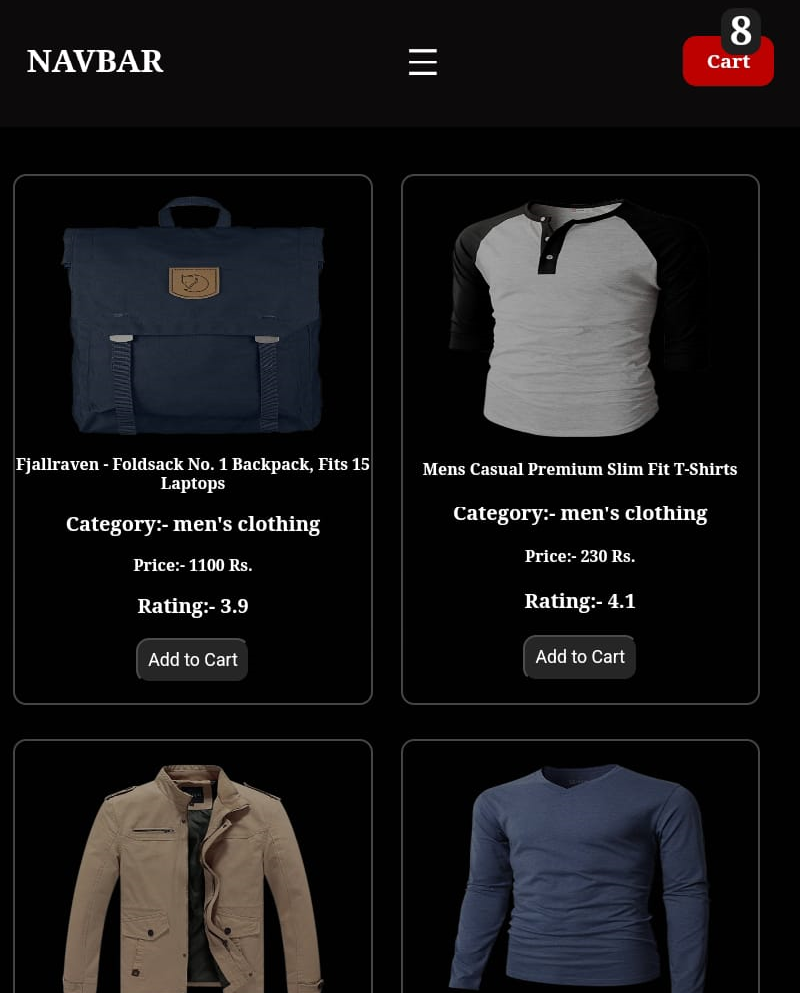 8
NAVBAR
Cart
Fjallraven - Foldsack No. 1 Backpack, Fits 15
Laptops
Category:- men's clothing
Price:- 1100 Rs.
Rating:- 3.9
Add to Cart
Mens Casual Premium Slim Fit T-Shirts
Category:- men's clothing
Price:- 230 Rs.
Rating:- 4.1
Add to Cart